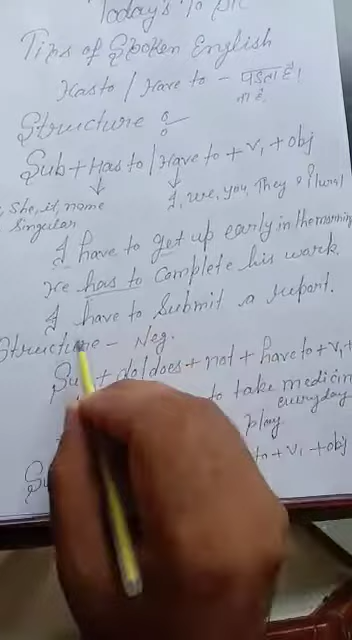 Today's To
Tips of Spoken English
Has to / Have to - पड़ता है।
ता है,
Structure :-
Sub + Has to / Have to + V1 + obj
She, it, name
I, we, you, They & Plural
Singular
I have to get up early in the morning
He has to complete his work.
I have to Submit a report.
Structure - Neg.
Sub + do/does + not + have to + V1 +
to take medicin
everyday
play
to + V1 + obj